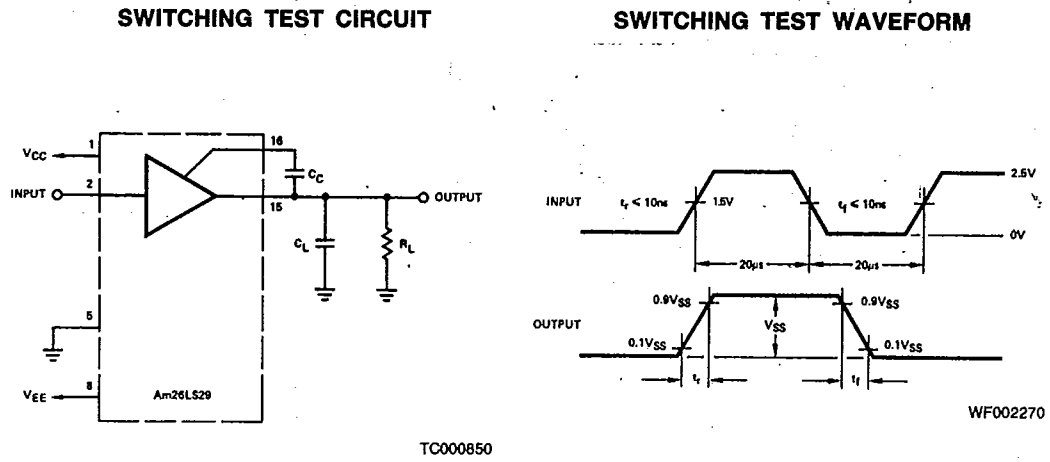 SWITCHING TEST CIRCUIT
1
16
VCC
CC
INPUT
2
15
OUTPUT
CL
RL
5
8
VEE
Am26LS29
TC000850
SWITCHING TEST WAVEFORM
2.5V
INPUT
tr ≤ 10ns
1.5V
tf ≤ 10ns
0V
20μs
20μs
0.9VSS
0.9VSS
OUTPUT
VSS
0.1VSS
0.1VSS
tr
tf
WF002270